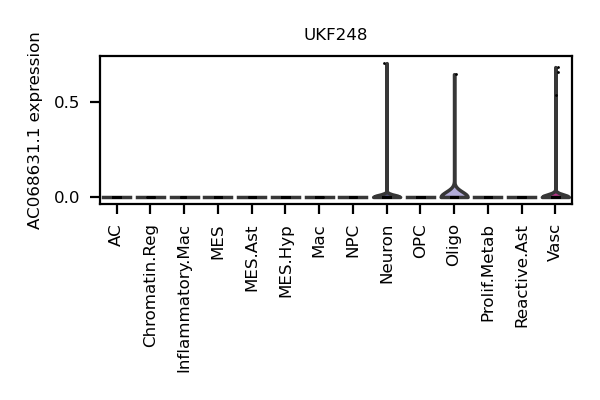 UKF248
AC068631.1 expression
0.5
0.0
AC
Chromatin.Reg
Inflammatory.Mac
MES
MES.Ast
MES.Hyp
Mac
NPC
Neuron
OPC
Oligo
Prolif.Metab
Reactive.Ast
Vasc